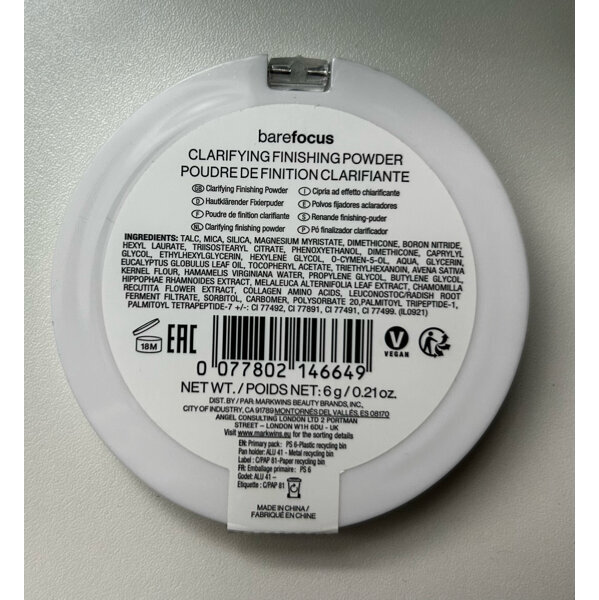 barefocus
CLARIFYING FINISHING POWDER
POUDRE DE FINITION CLARIFIANTE
GB Clarifying Finishing Powder
I Cipria ad effetto chiarificante
D Hautklärender Fixierpuder
E Polvos fijadores aclaradores
F Poudre de finition clarifiante
S Renande finishing-puder
NL Clarifying finishing powder
P Pó finalizador clarificador
INGREDIENTS: TALC, MICA, SILICA, MAGNESIUM MYRISTATE, DIMETHICONE, BORON NITRIDE,
HEXYL LAURATE, TRIISOSTEARYL CITRATE, PHENOXYETHANOL, DIMETHICONE, CAPRYLYL
GLYCOL, ETHYLHEXYLGLYCERIN, HEXYLENE GLYCOL, O-CYMEN-5-OL, AQUA, GLYCERIN,
EUCALYPTUS GLOBULUS LEAF OIL, TOCOPHERYL ACETATE, TRIETHYLHEXANOIN, AVENA SATIVA
KERNEL FLOUR, HAMAMELIS VIRGINIANA WATER, PROPYLENE GLYCOL, BUTYLENE GLYCOL,
HIPPOPHAE RHAMNOIDES EXTRACT, MELALEUCA ALTERNIFOLIA LEAF EXTRACT, CHAMOMILLA
RECUTITA FLOWER EXTRACT, COLLAGEN AMINO ACIDS, LEUCONOSTOC/RADISH ROOT
FERMENT FILTRATE, SORBITOL, CARBOMER, POLYSORBATE 20, PALMITOYL TRIPEPTIDE-1,
PALMITOYL TETRAPEPTIDE-7 +/-: CI 77492, CI 77891, CI 77491, CI 77499. (IL0921)
18M
EAC
VEGAN
0 077802 146649
NET WT. / POIDS NET: 6 g / 0.21 oz.
DIST. BY / PAR MARKWINS BEAUTY BRANDS, INC.,
CITY OF INDUSTRY, CA 91789 MONTORNÉS DEL VALLÉS, ES 08170
ANGEL CONSULTING LONDON LTD 2 PORTMAN
STREET – LONDON W1H 6DU - UK
Visit www.markwins.eu for the sorting details
EN: Primary pack: PS 6-Plastic recycling bin
Pan holder: ALU 41 - Metal recycling bin
Label : C/PAP 81-Paper recycling bin
FR: Emballage primaire : PS 6
Godet: ALU 41 –
Etiquette : C/PAP 81
MADE IN CHINA /
FABRIQUÉ EN CHINE